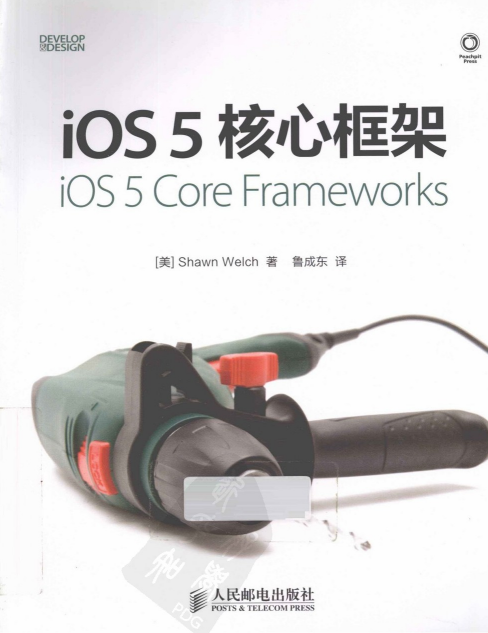 DEVELOP
DESIGN
Peachpit
Press
iOS 5 核心框架
iOS 5 Core Frameworks
[美] Shawn Welch 著 鲁成东 译
PDG
人民邮电出版社
POSTS & TELECOM PRESS